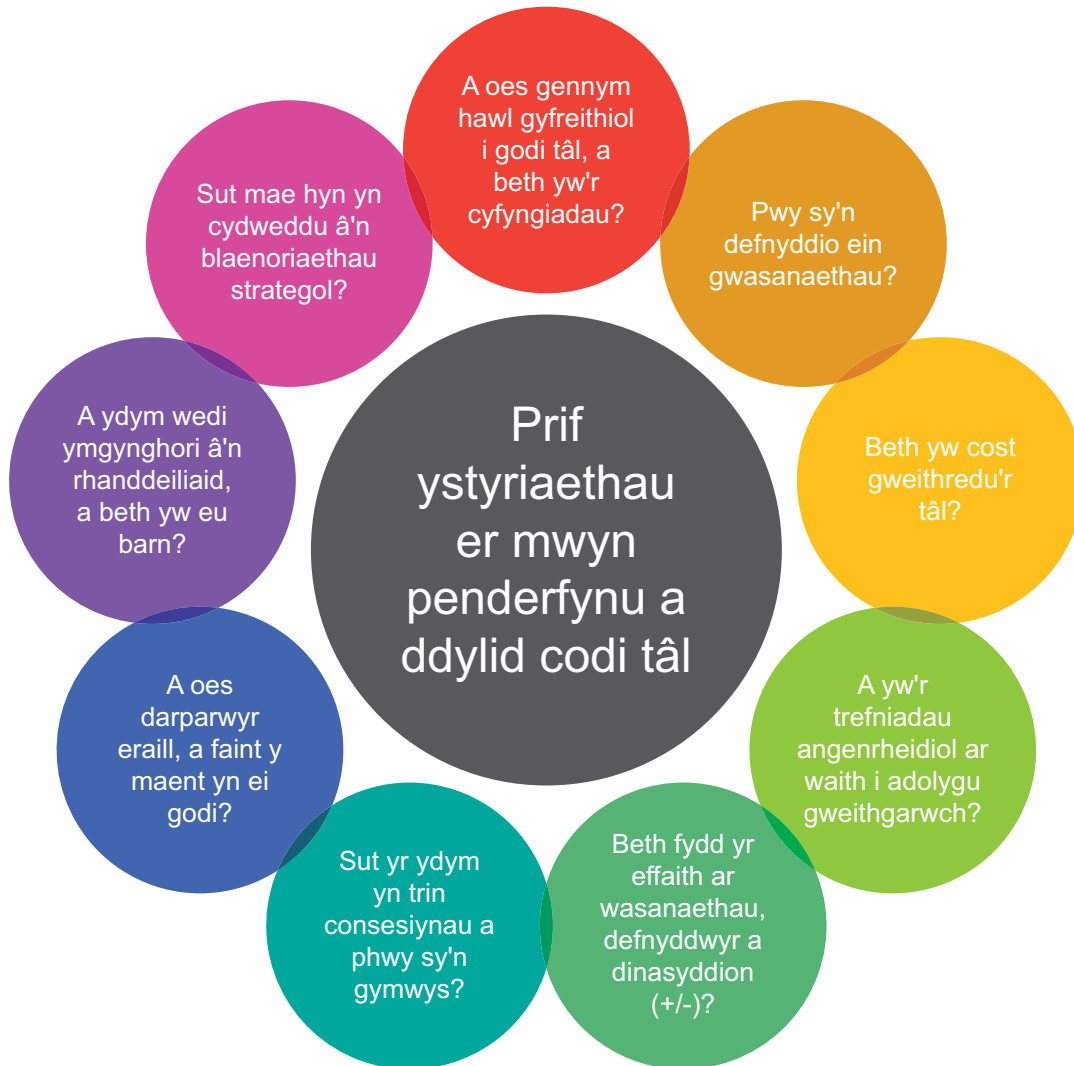 A oes gennym
hawl gyfreithiol
i godi tâl, a
beth yw'r
cyfyngiadau?
Pwy sy'n
defnyddio ein
gwasanaethau?
Beth yw cost
gweithredu'r
tâl?
A yw'r
trefniadau
angenrheidiol ar
waith i adolygu
gweithgarwch?
Beth fydd yr
effaith ar
wasanaethau,
defnyddwyr a
dinasyddion
(+/-)?
Sut yr ydym
yn trin
consesiynau a
phwy sy'n
gymwys?
A oes
darparwyr
eraill, a faint y
maent yn ei
godi?
A ydym wedi
ymgynghori â'n
rhanddeiliaid,
a beth yw eu
barn?
Sut mae hyn yn
cydweddu â'n
blaenoriaethau
strategol?
Prif
ystyriaethau
er mwyn
penderfynu a
ddylid codi tâl